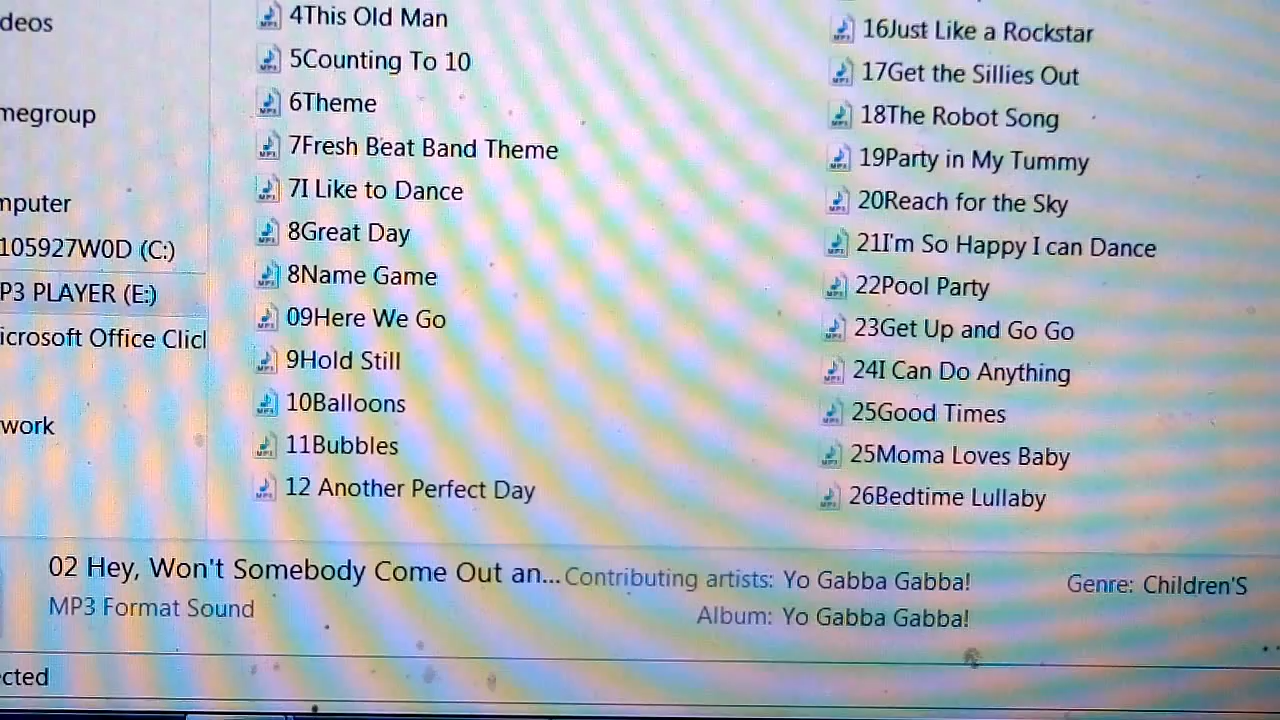 deos
megroup
mputer
105927W0D (C:)
P3 PLAYER (E:)
icrosoft Office Clicl
work
4This Old Man
5Counting To 10
6Theme
7Fresh Beat Band Theme
7I Like to Dance
8Great Day
8Name Game
09Here We Go
9Hold Still
10Balloons
11Bubbles
12 Another Perfect Day
16Just Like a Rockstar
17Get the Sillies Out
18The Robot Song
19Party in My Tummy
20Reach for the Sky
21I'm So Happy I can Dance
22Pool Party
23Get Up and Go Go
24I Can Do Anything
25Good Times
25Moma Loves Baby
26Bedtime Lullaby
02 Hey, Won't Somebody Come Out an... Contributing artists: Yo Gabba Gabba! Genre: Children'S
MP3 Format Sound Album: Yo Gabba Gabba!
cted